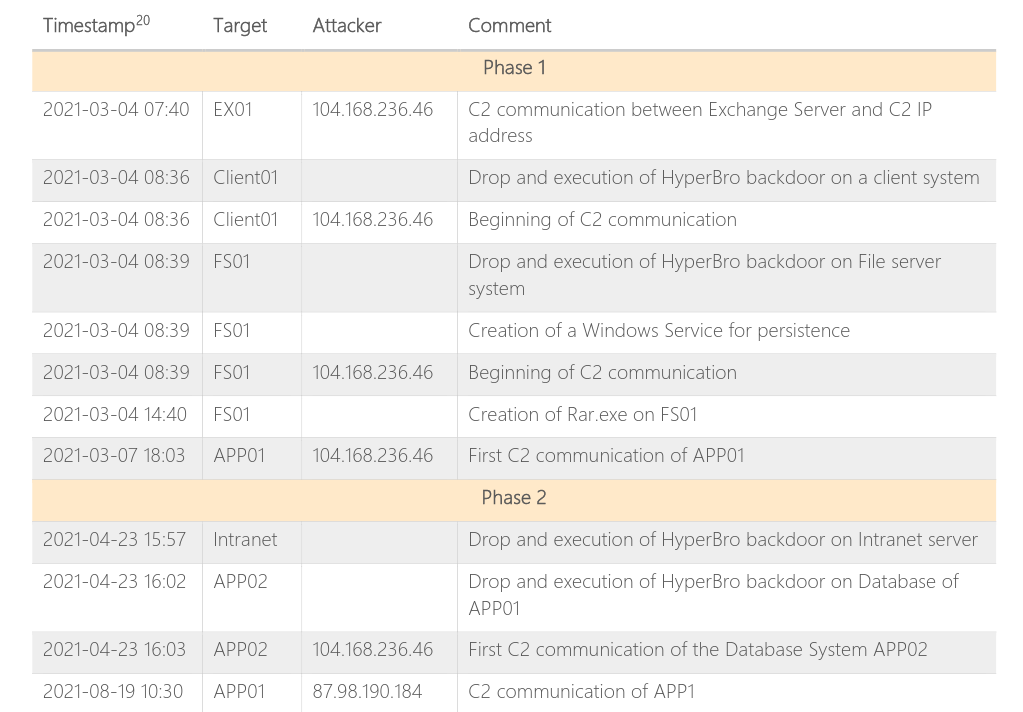 Timestamp20 Target Attacker Comment
Phase 1
2021-03-04 07:40 EX01 104.168.236.46 C2 communication between Exchange Server and C2 IP
address
2021-03-04 08:36 Client01 Drop and execution of HyperBro backdoor on a client system
2021-03-04 08:36 Client01 104.168.236.46 Beginning of C2 communication
2021-03-04 08:39 FS01 Drop and execution of HyperBro backdoor on File server
system
2021-03-04 08:39 FS01 Creation of a Windows Service for persistence
2021-03-04 08:39 FS01 104.168.236.46 Beginning of C2 communication
2021-03-04 14:40 FS01 Creation of Rar.exe on FS01
2021-03-07 18:03 APP01 104.168.236.46 First C2 communication of APP01
Phase 2
2021-04-23 15:57 Intranet Drop and execution of HyperBro backdoor on Intranet server
2021-04-23 16:02 APP02 Drop and execution of HyperBro backdoor on Database of
APP01
2021-04-23 16:03 APP02 104.168.236.46 First C2 communication of the Database System APP02
2021-08-19 10:30 APP01 87.98.190.184 C2 communication of APP1